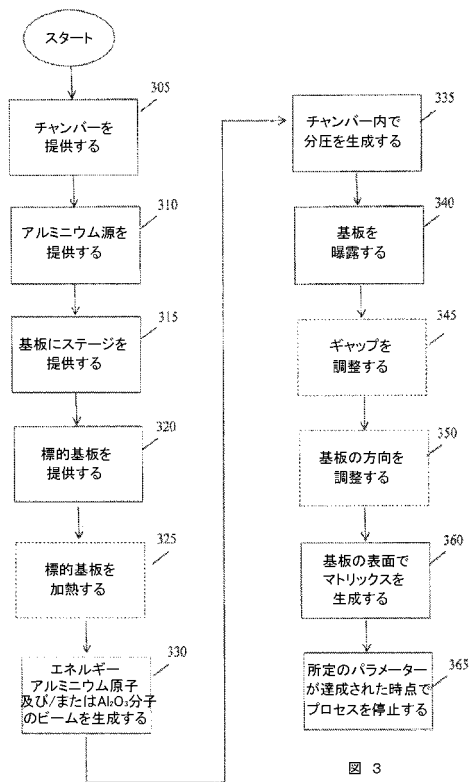 スタート
305
チャンバーを
提供する
310
アルミニウム源を
提供する
315
基板にステージを
提供する
320
標的基板を
提供する
325
標的基板を
加熱する
330
エネルギー
アルミニウム原子
及び/またはAl₂O₃分子
のビームを生成する
335
チャンバー内で
分圧を生成する
340
基板を
曝露する
345
ギャップを
調整する
350
基板の方向を
調整する
360
基板の表面で
マトリックスを
生成する
365
所定のパラメーター
が達成された時点で
プロセスを停止する
図 3